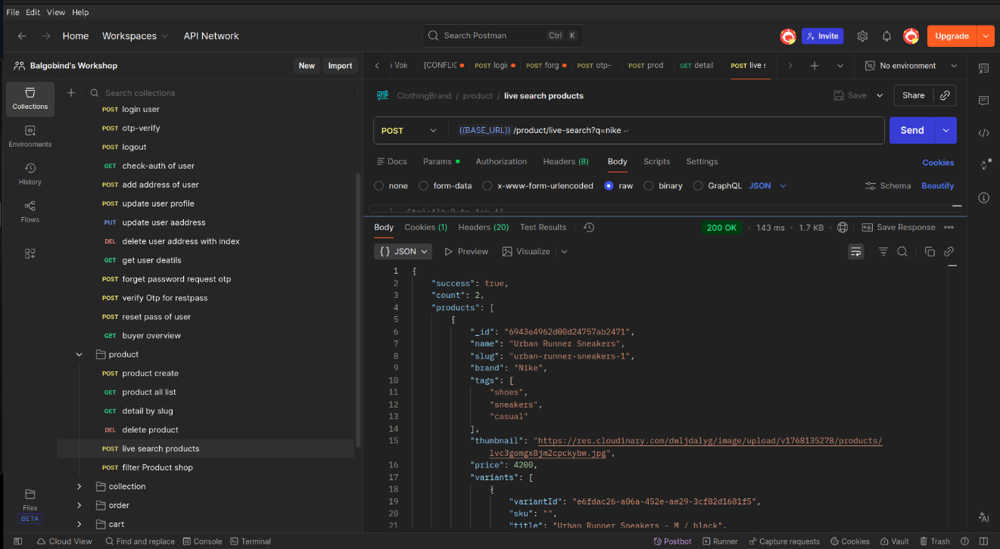 File Edit View Help
Home Workspaces API Network Search Postman Ctrl K Invite Upgrade
Balgobind's Workshop New Import
Voic [CONFLIC POST logir POST forg POST otp- POST prod GET detail POST live s No environment
Collections
Environments
History
Flows
Files
BETA
Search collections
POST login user
POST otp-verify
POST logout
GET check-auth of user
POST add address of user
POST update user profile
PUT update user aaddress
DEL delete user address with index
GET get user deatils
POST forget password request otp
POST verify Otp for restpass
POST reset pass of user
GET buyer overview
product
POST product create
GET product all list
GET detail by slug
DEL delete product
POST live search products
POST filter Product shop
collection
order
cart
HTTP ClothingBrand / product / live search products Save Share
POST {{BASE_URL}} /product/live-search?q=nike Send
Docs Params Authorization Headers (8) Body Scripts Settings Cookies
none form-data x-www-form-urlencoded raw binary GraphQL JSON Schema Beautify
1 Ctrl+Alt+P to Ask AI
Body Cookies (1) Headers (20) Test Results 200 OK • 143 ms • 1.7 KB • Save Response
{} JSON Preview Visualize
1 {
2 "success": true,
3 "count": 2,
4 "products": [
5 {
6 "_id": "6943e4962d00d24757ab2471",
7 "name": "Urban Runner Sneakers",
8 "slug": "urban-runner-sneakers-1",
9 "brand": "Nike",
10 "tags": [
11 "shoes",
12 "sneakers",
13 "casual"
14 ],
15 "thumbnail": "https://res.cloudinary.com/dwljdalyg/image/upload/v1768135278/products/
lvc3gomgx8jm2cpckybw.jpg",
16 "price": 4200,
17 "variants": [
18 {
19 "variantId": "e6fdac26-a06a-452e-ae29-3cf82d1681f5",
20 "sku": "",
21 "title": "Urban Runner Sneakers - M / black",
AI
Cloud View Find and replace Console Terminal Postbot Runner Capture requests Cookies Vault Trash